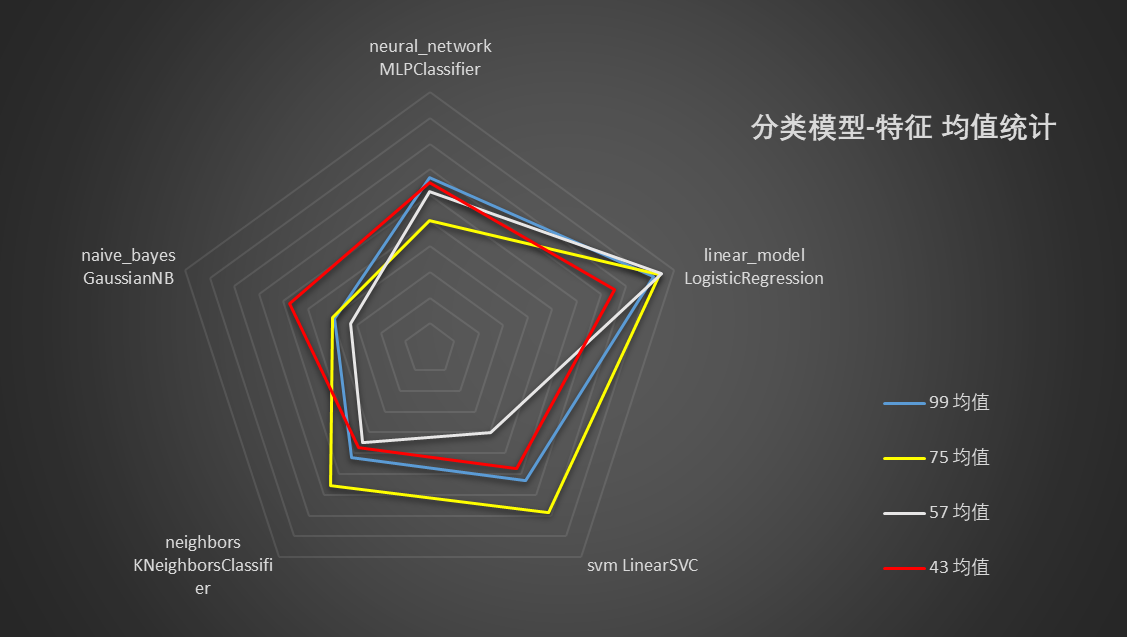 neural_network
MLPClassifier
分类模型-特征 均值统计
linear_model
LogisticRegression
naive_bayes
GaussianNB
99 均值
75 均值
57 均值
43 均值
neighbors
KNeighborsClassifi
er
svm LinearSVC